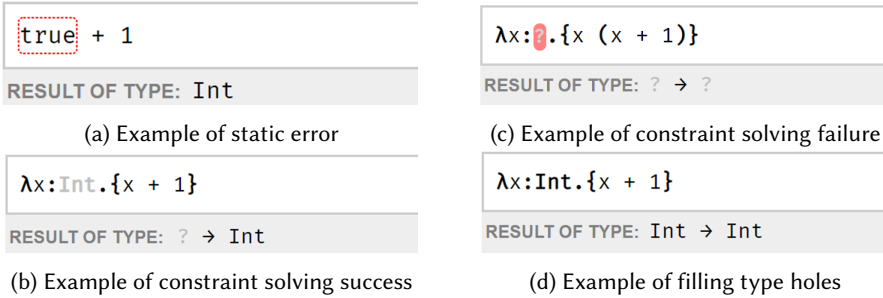 true + 1
RESULT OF TYPE: Int
(a) Example of static error
λx:?.{x (x + 1)}
RESULT OF TYPE: ? → ?
(c) Example of constraint solving failure
λx:Int.{x + 1}
RESULT OF TYPE: ? → Int
(b) Example of constraint solving success
λx:Int.{x + 1}
RESULT OF TYPE: Int → Int
(d) Example of filling type holes